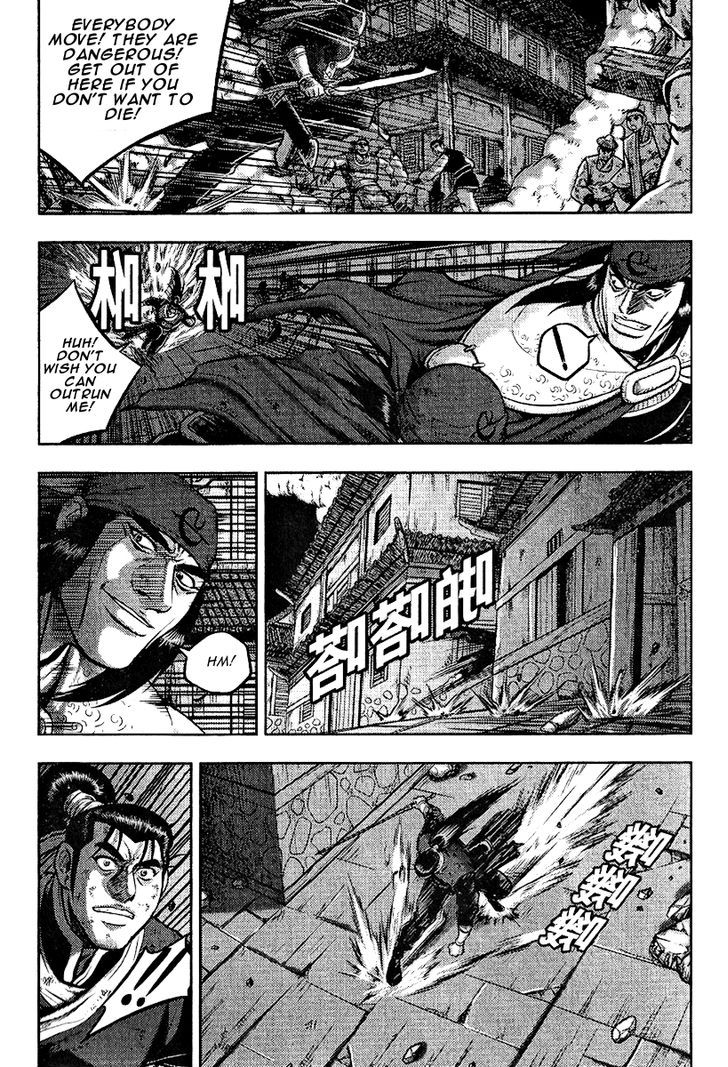 EVERYBODY
MOVE! THEY ARE
DANGEROUS!
GET OUT OF
HERE IF YOU
DON'T WANT TO
DIE!
HUH!
DON'T
WISH YOU
CAN
OUTRUN
ME!
!
HM!
!!